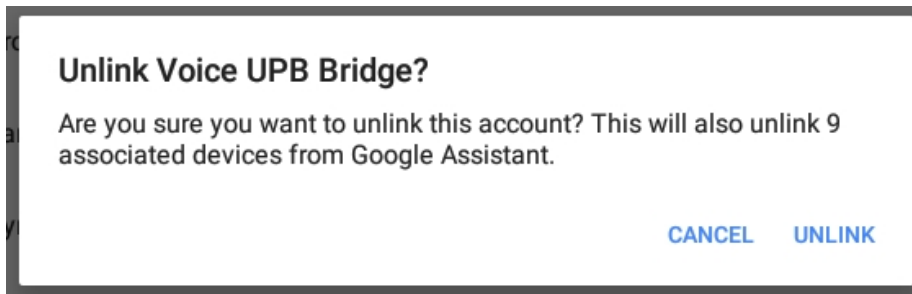 Unlink Voice UPB Bridge?
Are you sure you want to unlink this account? This will also unlink 9
associated devices from Google Assistant.
CANCEL UNLINK